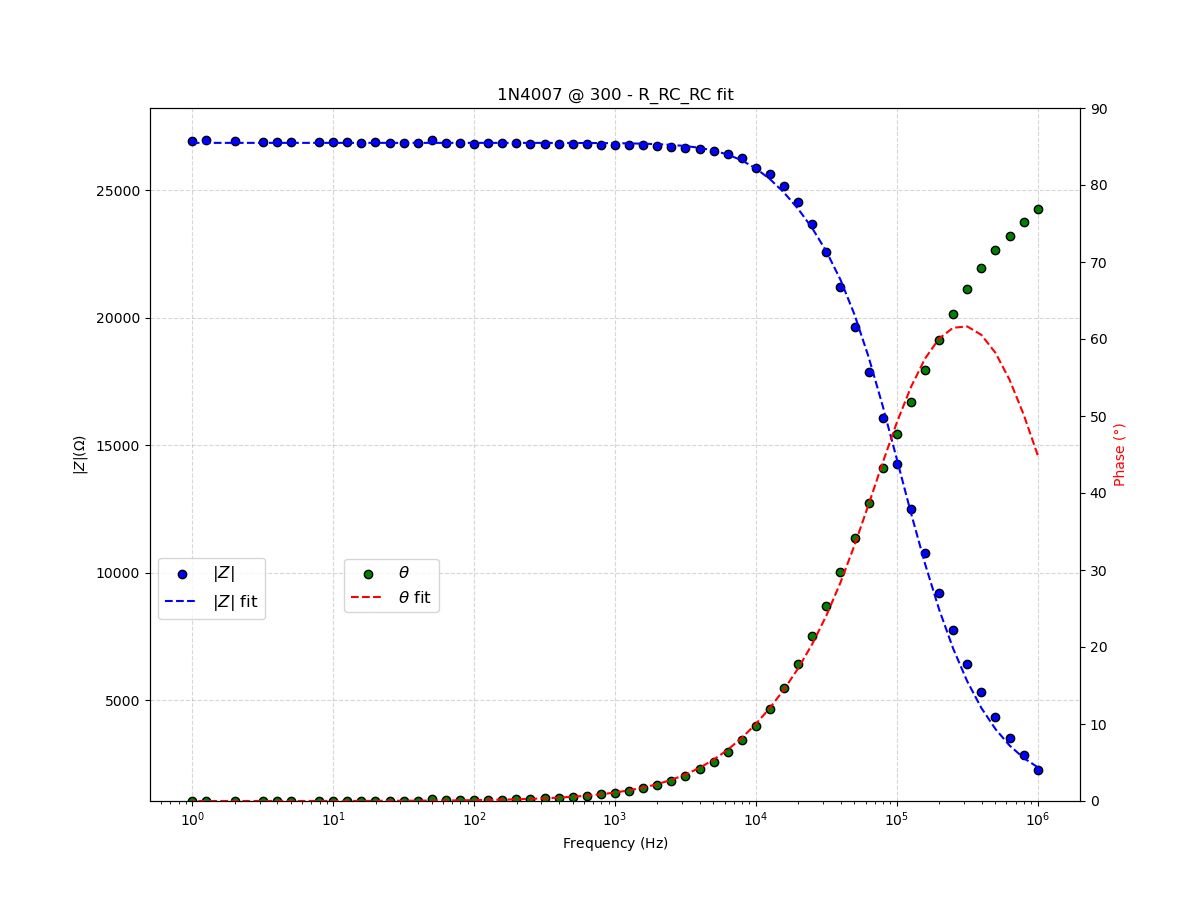 1N4007 @ 300 - R_RC_RC fit
90
80
70
60
50
40
30
20
10
0
25000
20000
15000
10000
5000
|Z|(Ω)
Phase (°)
|Z|
|Z| fit
θ
θ fit
10⁰ 10¹ 10² 10³ 10⁴ 10⁵ 10⁶
Frequency (Hz)